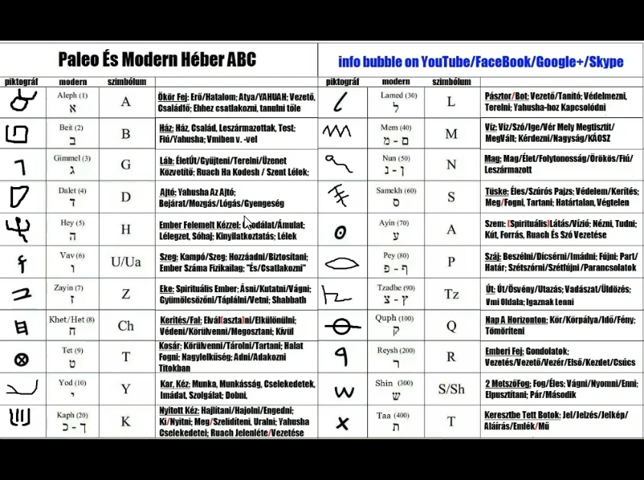 Paleo És Modern Héber ABC
info bubble on YouTube/FaceBook/Google+/Skype
piktográf modern szimbólum
piktográf modern szimbólum
Aleph (1)
א
A
Ökör Fej: Erő/Hatalom; Atya/YAHUAH; Vezető,
Családfő; Ehhez csatlakozni, tanulni tőle
Beit (2)
ב
B
Ház; Ház, Család, Leszármazottak, Test;
Fiú/Yahusha; Vmiben v. -vel
Gimmel (3)
ג
G
Láb; ÉletÚt/Gyűjteni/Terelni/Üzenet
Közvetítő; Ruach Ha Kodesh / Szent Lélek;
Dalet (4)
ד
D
Ajtó; Yahusha Az Ajtó;
Bejárat/Mozgás/Lógás/Gyengeség
Hey (5)
ה
H
Ember Felemelt Kézzel;
Lélegzet, Sóhaj; Kinyilatkoztatás; Lélek
Vav (6)
ו
U/Ua
Szeg; Kampó/Szeg; Hozzáadni/Biztosítani;
Ember Száma Fizikailag; "És/Csatlakozni"
Zayin (7)
ז
Z
Eke; Spirituális Ember; Ásni/Kutatni/Vágni;
Gyümölcsözőni/Táplálni/Vetni; Shabbath
Khet/Het (8)
ח
Ch
Kerítés/Fal; Elválasztani/Elkülönülni;
Védeni/Körülvenni/Megosztani; Kívül
Tet (9)
ט
T
Kosár; Körülvenni/Tárolni/Tartani; Halat
Fogni; Nagylelkűség; Adni/Adakozni
Titokban
Yod (10)
י
Y
Kar, Kéz; Munka, Munkásság, Cselekedetek,
Imádat, Szolgálat; Dobni,
Kaph (20)
ך - כ
K
Nyitott Kéz; Hajlítani/Hajolni/Engedni;
Ki/Nyitni; Meg/Szelídíteni, Uralni; Yahusha
Cselekedetei; Ruach Jelenléte/Vezetése
Lamed (30)
ל
L
Pásztor/Bot; Vezető/Tanító; Védelmezni,
Terelni; Yahusha-hoz Kapcsolódni
Mem (40)
ם - מ
M
Víz; Víz/Szó/Ige/Vér Mely Megtisztít/
MegVált; Kérdezni/Nagyság/KÁOSZ
Nun (50)
ן - נ
N
Mag; Mag/Élet/Folytonosság/Örökös/Fiú/
Leszármazott
Samekh (60)
ס
S
Tüske; Éles/Szúrós Pajzs; Védelem/Kerítés;
Meg/Fogni, Tartani; Határtalan, Végtelen
Ayin (70)
ע
A
Szem; (Spirituális)Látás/Vízió; Nézni, Tudni;
Kút, Forrás, Ruach És Szó Vezetése
Pey (80)
ף - פ
P
Száj; Beszélni/Dicsérni/Imádni; Fújni; Part/
Határ; Szétszórni/Szétfújni/Parancsolatok
Tzadhe (90)
ץ - צ
Tz
Út; Út/Ösvény/Utazás; Vadászat/Üldözés;
Vmi Oldala; Igaznak Lenni
Quph (100)
ק
Q
Nap A Horizonton; Kör/Körpálya/Idő/Fény;
Tömöríteni
Reysh (200)
ר
R
Emberi Fej; Gondolatok;
Vezetés/Vezető/Vezér/Első/Kezdet/Csúcs
Shin (300)
ש
S/Sh
2 MetszőFog; Fog/Éles; Vágni/Nyomni/Enni;
Elpusztítani; Pár/Második
Taa (400)
ת
T
Keresztbe Tett Botok; Jel/Jelzés/Jelkép/
Aláírás/Emlék/Mű